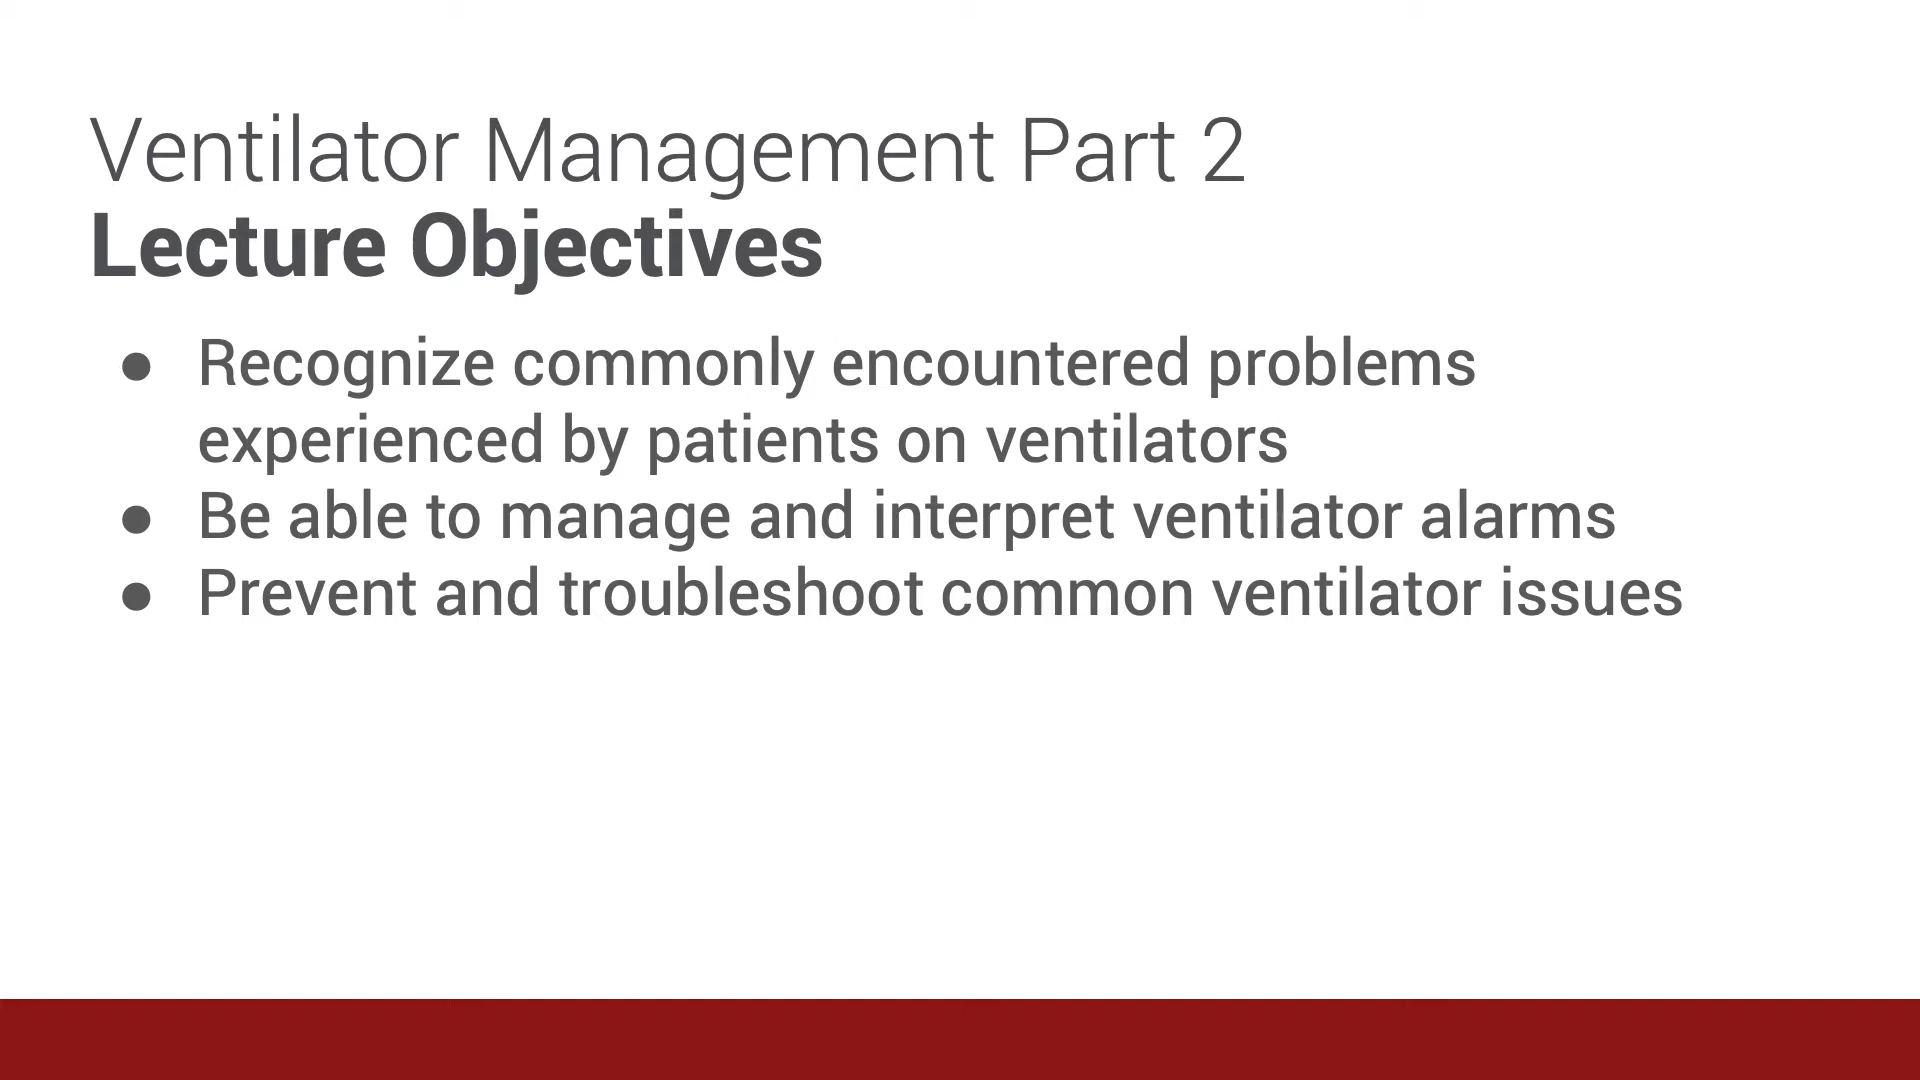 Ventilator Management Part 2
Lecture Objectives
● Recognize commonly encountered problems
experienced by patients on ventilators
● Be able to manage and interpret ventilator alarms
● Prevent and troubleshoot common ventilator issues